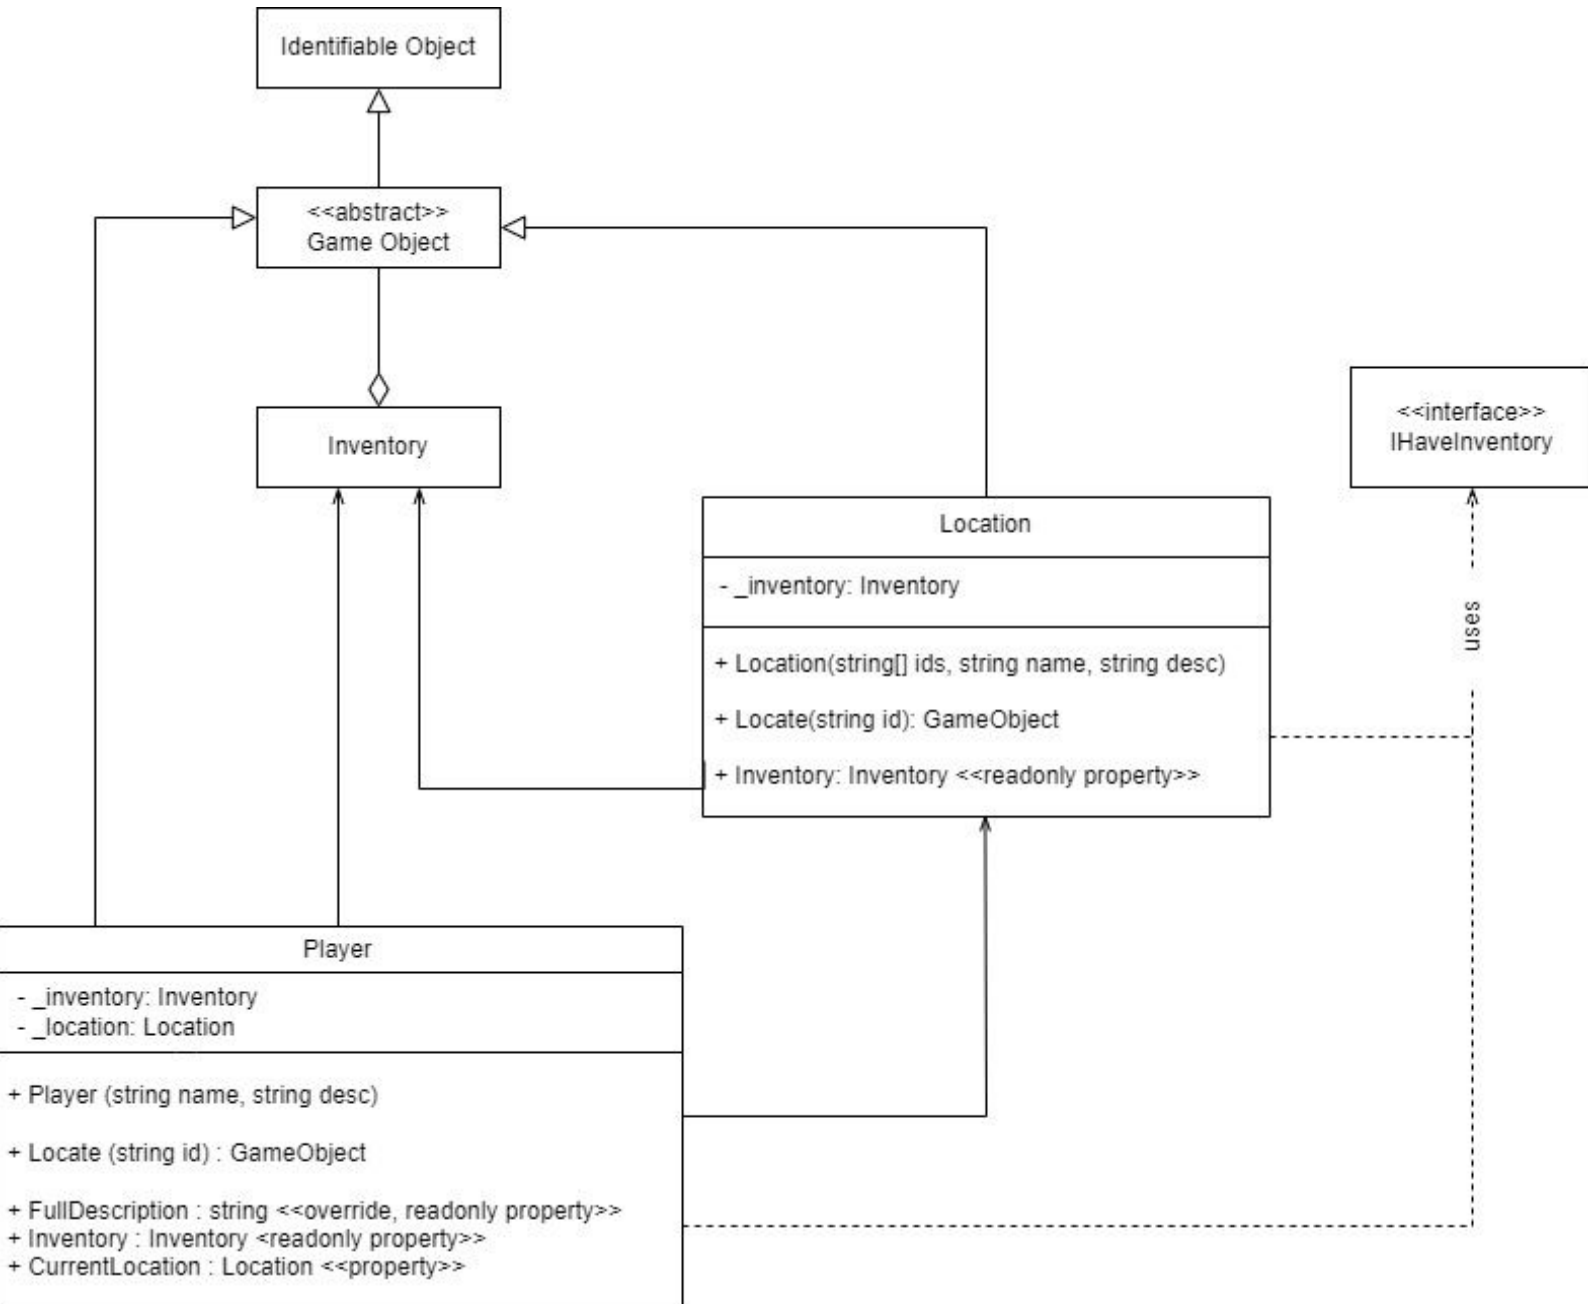 Identifiable Object
<<abstract>>
Game Object
Inventory
<<interface>>
IHaveInventory
Location
- _inventory: Inventory
+ Location(string[] ids, string name, string desc)
+ Locate(string id): GameObject
+ Inventory: Inventory <<readonly property>>
uses
Player
- _inventory: Inventory
- _location: Location
+ Player (string name, string desc)
+ Locate (string id) : GameObject
+ FullDescription : string <<override, readonly property>>
+ Inventory : Inventory <readonly property>>
+ CurrentLocation : Location <<property>>